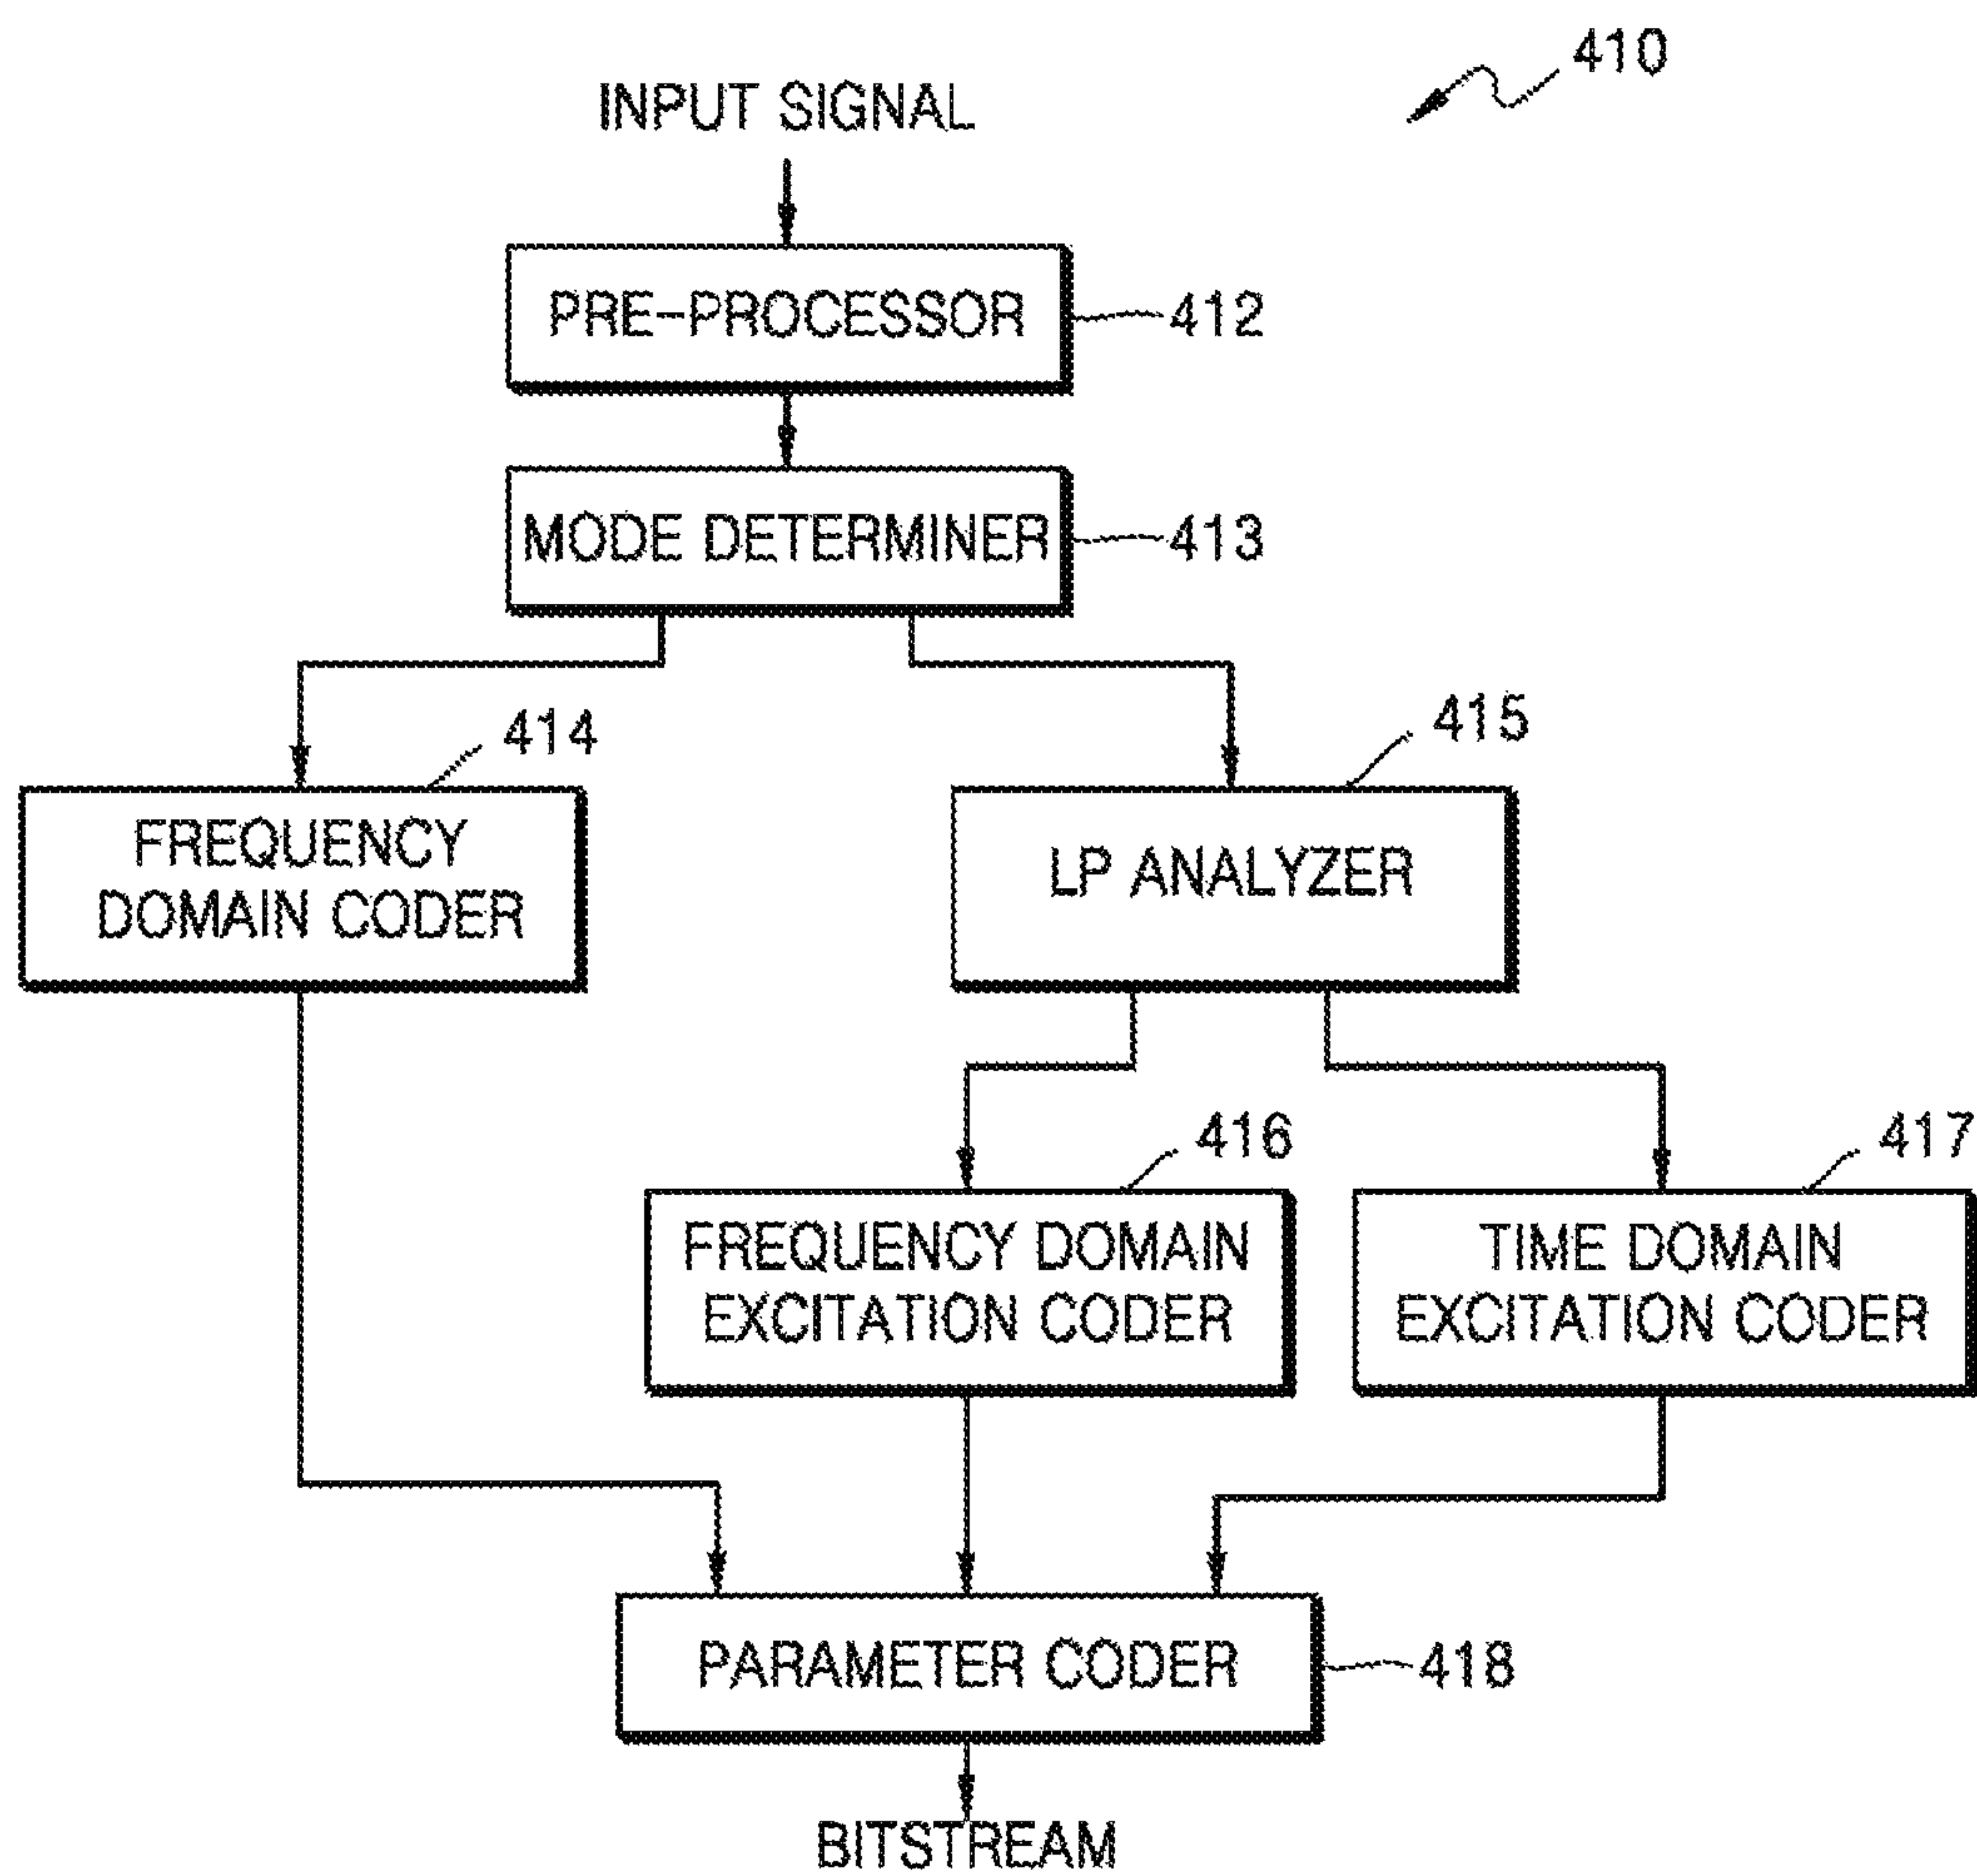 410
INPUT SIGNAL
PRE-PROCESSOR
412
MODE DETERMINER
413
414
415
FREQUENCY
DOMAIN CODER
LP ANALYZER
416
417
FREQUENCY DOMAIN
EXCITATION CODER
TIME DOMAIN
EXCITATION CODER
PARAMETER CODER
418
BITSTREAM